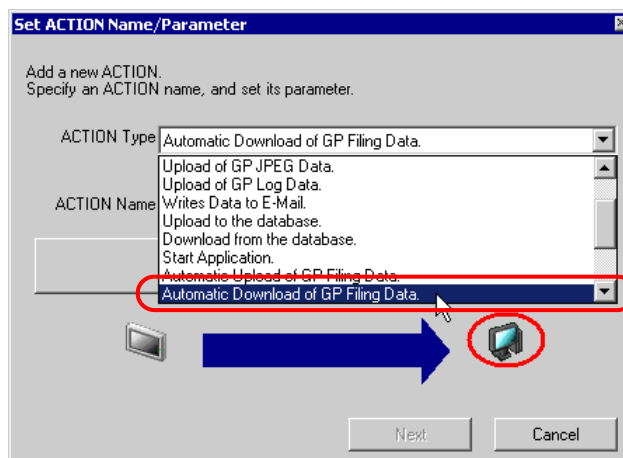 Set ACTION Name/Parameter
Add a new ACTION.
Specify an ACTION name, and set its parameter.
ACTION Type
Automatic Download of GP Filing Data.
Upload of GP JPEG Data.
Upload of GP Log Data.
ACTION Name
Writes Data to E-Mail.
Upload to the database.
Download from the database.
Start Application.
Automatic Upload of GP Filing Data.
Automatic Download of GP Filing Data.
Next
Cancel